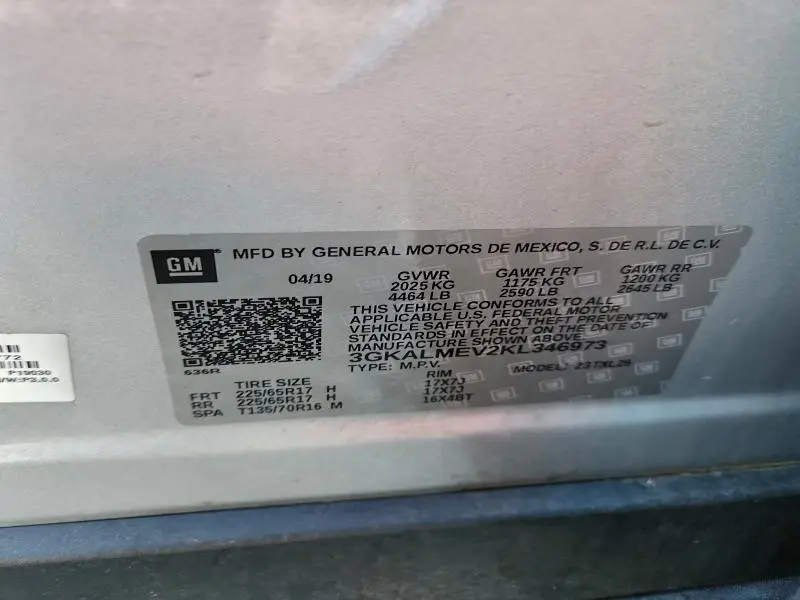 GM
MFD BY GENERAL MOTORS DE MEXICO, S. DE R.L. DE C.V.
04/19 GVWR GAWR FRT GAWR RR
2025 KG 1175 KG 1200 KG
4464 LB 2590 LB 2645 LB
THIS VEHICLE CONFORMS TO ALL
APPLICABLE U.S. FEDERAL MOTOR
VEHICLE SAFETY AND THEFT PREVENTION
STANDARDS IN EFFECT ON THE DATE OF
MANUFACTURE SHOWN ABOVE
3GKALMEV2KL346973
636R TYPE: M.P.V. MODEL: 23TXL26
TIRE SIZE RIM
FRT 225/65R17 H 17X7J
RR 225/65R17 H 17X7J
SPA T135/70R16 M 16X4BT
72
P19030